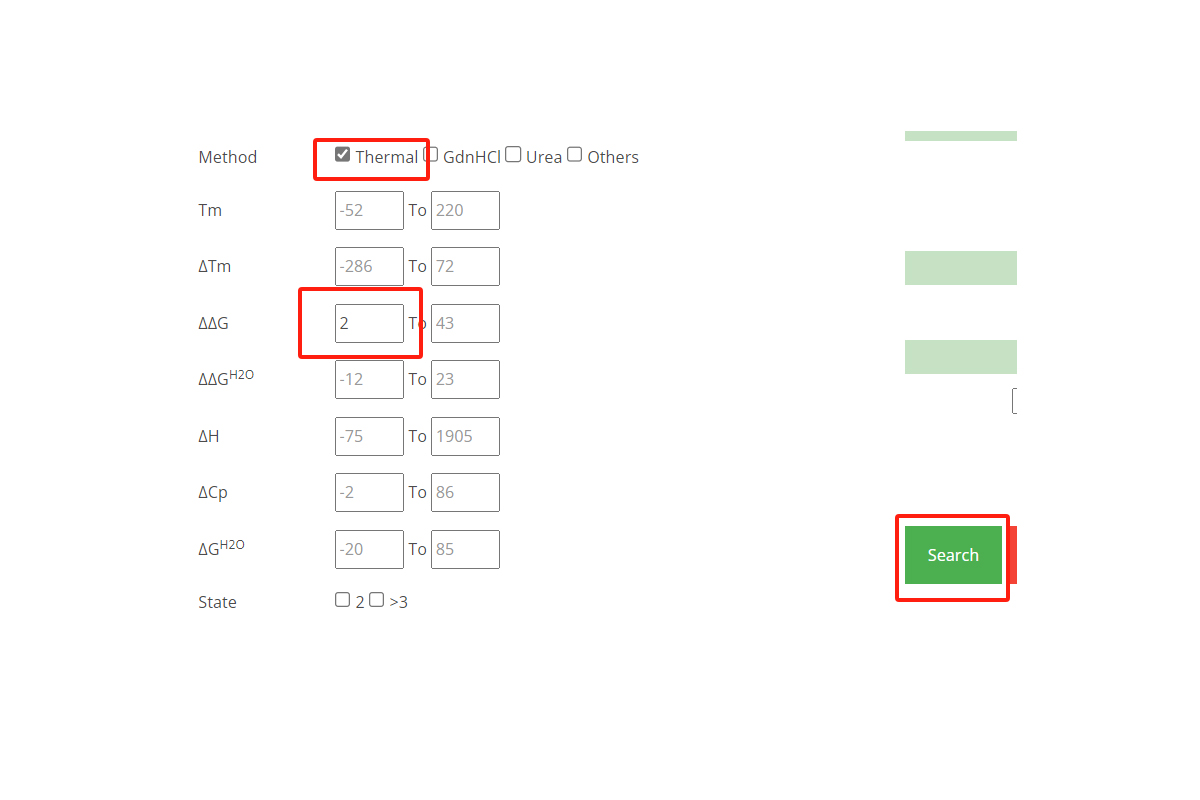 Method Thermal GdnHCl Urea Others
Tm -52 To 220
ΔTm -286 To 72
ΔΔG 2 To 43
ΔΔG^H2O -12 To 23
ΔH -75 To 1905
ΔCp -2 To 86
ΔG^H2O -20 To 85
Search
State 2 >3